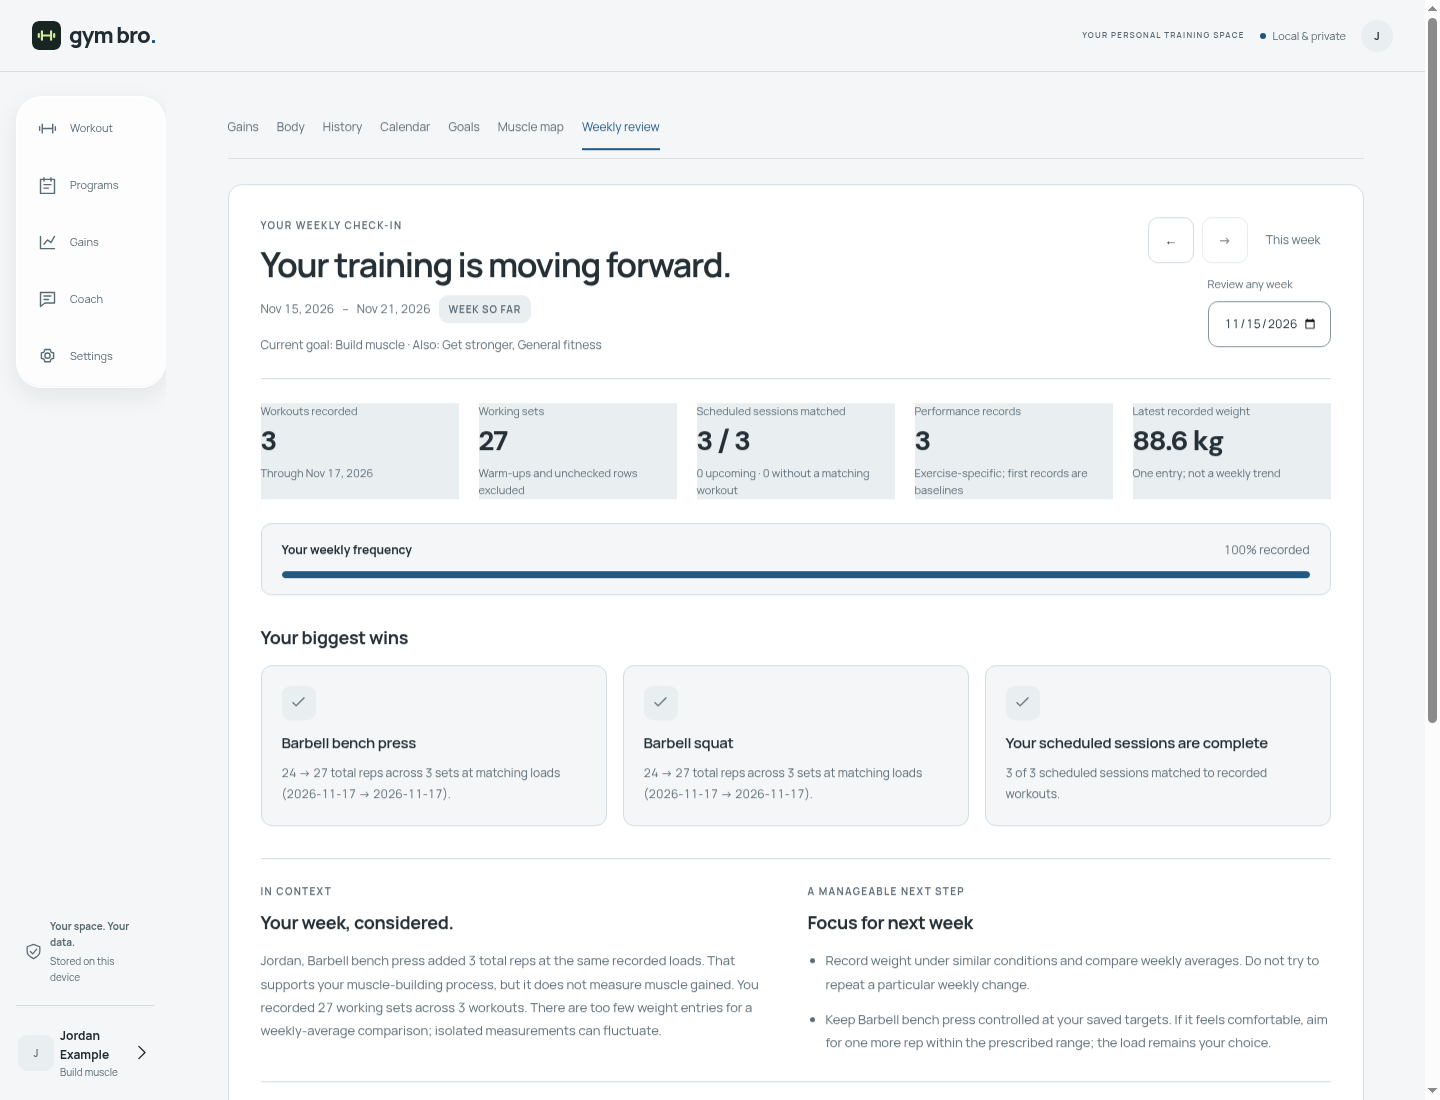 gym bro.
YOUR PERSONAL TRAINING SPACE
Local & private
J
Workout
Programs
Gains
Coach
Settings
Gains
Body
History
Calendar
Goals
Muscle map
Weekly review
YOUR WEEKLY CHECK-IN
Your training is moving forward.
Nov 15, 2026 – Nov 21, 2026 WEEK SO FAR
Current goal: Build muscle · Also: Get stronger, General fitness
← → This week
Review any week
11/15/2026
Workouts recorded
3
Through Nov 17, 2026
Working sets
27
Warm-ups and unchecked rows
excluded
Scheduled sessions matched
3 / 3
0 upcoming · 0 without a matching
workout
Performance records
3
Exercise-specific; first records are
baselines
Latest recorded weight
88.6 kg
One entry; not a weekly trend
Your weekly frequency
100% recorded
Your biggest wins
Barbell bench press
24 → 27 total reps across 3 sets at matching loads
(2026-11-17 → 2026-11-17).
Barbell squat
24 → 27 total reps across 3 sets at matching loads
(2026-11-17 → 2026-11-17).
Your scheduled sessions are complete
3 of 3 scheduled sessions matched to recorded
workouts.
IN CONTEXT
Your week, considered.
Jordan, Barbell bench press added 3 total reps at the same recorded loads. That
supports your muscle-building process, but it does not measure muscle gained. You
recorded 27 working sets across 3 workouts. There are too few weight entries for a
weekly-average comparison; isolated measurements can fluctuate.
A MANAGEABLE NEXT STEP
Focus for next week
Record weight under similar conditions and compare weekly averages. Do not try to
repeat a particular weekly change.
Keep Barbell bench press controlled at your saved targets. If it feels comfortable, aim
for one more rep within the prescribed range; the load remains your choice.
Your space. Your
data.
Stored on this
device
J
Jordan
Example
Build muscle